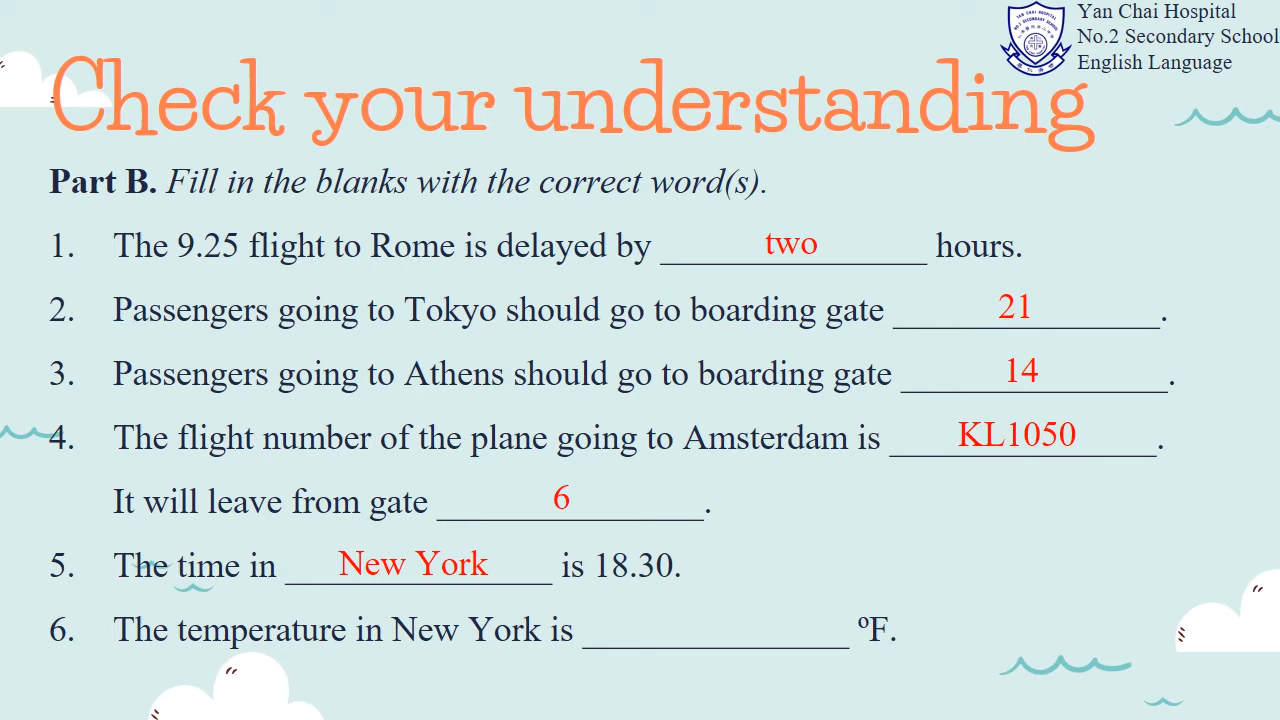 Yan Chai Hospital
No.2 Secondary School
English Language
Check your understanding
Part B. Fill in the blanks with the correct word(s).
1. The 9.25 flight to Rome is delayed by two hours.
2. Passengers going to Tokyo should go to boarding gate 21.
3. Passengers going to Athens should go to boarding gate 14.
4. The flight number of the plane going to Amsterdam is KL1050.
It will leave from gate 6.
5. The time in New York is 18.30.
6. The temperature in New York is _______________ ºF.